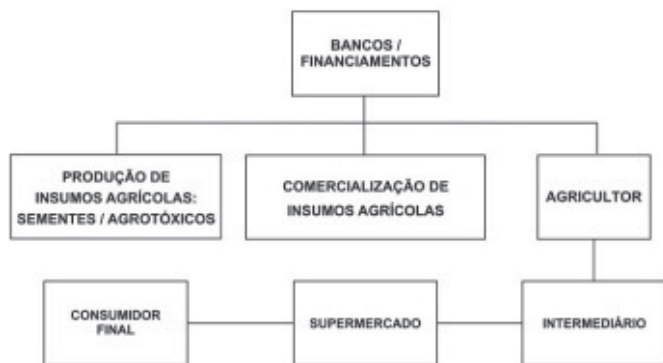 BANCOS /
FINANCIAMENTOS
PRODUÇÃO DE
INSUMOS AGRÍCOLAS:
SEMENTES / AGROTÓXICOS
COMERCIALIZAÇÃO DE
INSUMOS AGRÍCOLAS
AGRICULTOR
CONSUMIDOR
FINAL
SUPERMERCADO
INTERMEDIÁRIO